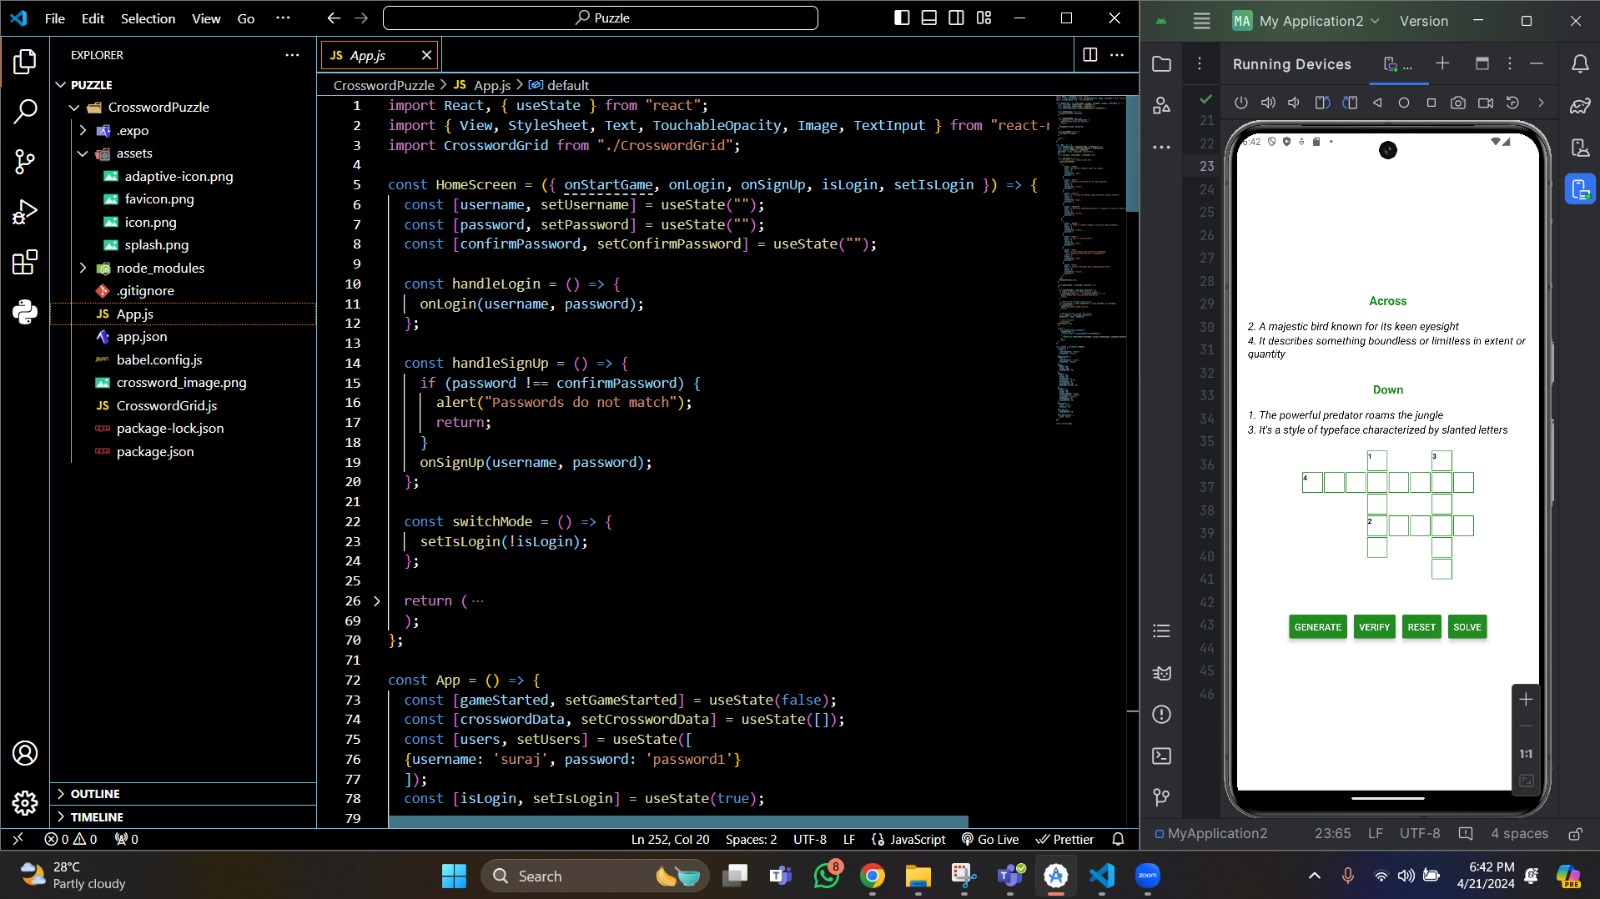 File Edit Selection View Go ···
Puzzle
MA My Application2 Version
EXPLORER
JS App.js
Running Devices
PUZZLE
CrosswordPuzzle > JS App.js > default
CrosswordPuzzle
.expo
assets
adaptive-icon.png
favicon.png
icon.png
splash.png
node_modules
.gitignore
JS App.js
app.json
babel.config.js
crossword_image.png
JS CrosswordGrid.js
package-lock.json
package.json
OUTLINE
TIMELINE
1 import React, { useState } from "react";
2 import { View, StyleSheet, Text, TouchableOpacity, Image, TextInput } from "react-
3 import CrosswordGrid from "./CrosswordGrid";
4
5 const HomeScreen = ({ onStartGame, onLogin, onSignUp, isLogin, setIsLogin }) => {
6 const [username, setUsername] = useState("");
7 const [password, setPassword] = useState("");
8 const [confirmPassword, setConfirmPassword] = useState("");
9
10 const handleLogin = () => {
11 onLogin(username, password);
12 };
13
14 const handleSignUp = () => {
15 if (password !== confirmPassword) {
16 alert("Passwords do not match");
17 return;
18 }
19 onSignUp(username, password);
20 };
21
22 const switchMode = () => {
23 setIsLogin(!isLogin);
24 };
25
26 return ( ···
69 );
70 };
71
72 const App = () => {
73 const [gameStarted, setGameStarted] = useState(false);
74 const [crosswordData, setCrosswordData] = useState([]);
75 const [users, setUsers] = useState([
76 {username: 'suraj', password: 'password1'}
77 ]);
78 const [isLogin, setIsLogin] = useState(true);
79
21
22
23
24
25
26
27
28
29
30
31
32
33
34
35
36
37
38
39
40
41
42
43
44
45
46
6:42
Across
2. A majestic bird known for its keen eyesight
4. It describes something boundless or limitless in extent or
quantity
Down
1. The powerful predator roams the jungle
3. It's a style of typeface characterized by slanted letters
1 3
4
2
GENERATE VERIFY RESET SOLVE
1:1
0 0 0
Ln 252, Col 20 Spaces: 2 UTF-8 LF {} JavaScript Go Live Prettier
MyApplication2 23:65 LF UTF-8 4 spaces
28°C
Partly cloudy
Search
8
zoom
6:42 PM
4/21/2024
PRE